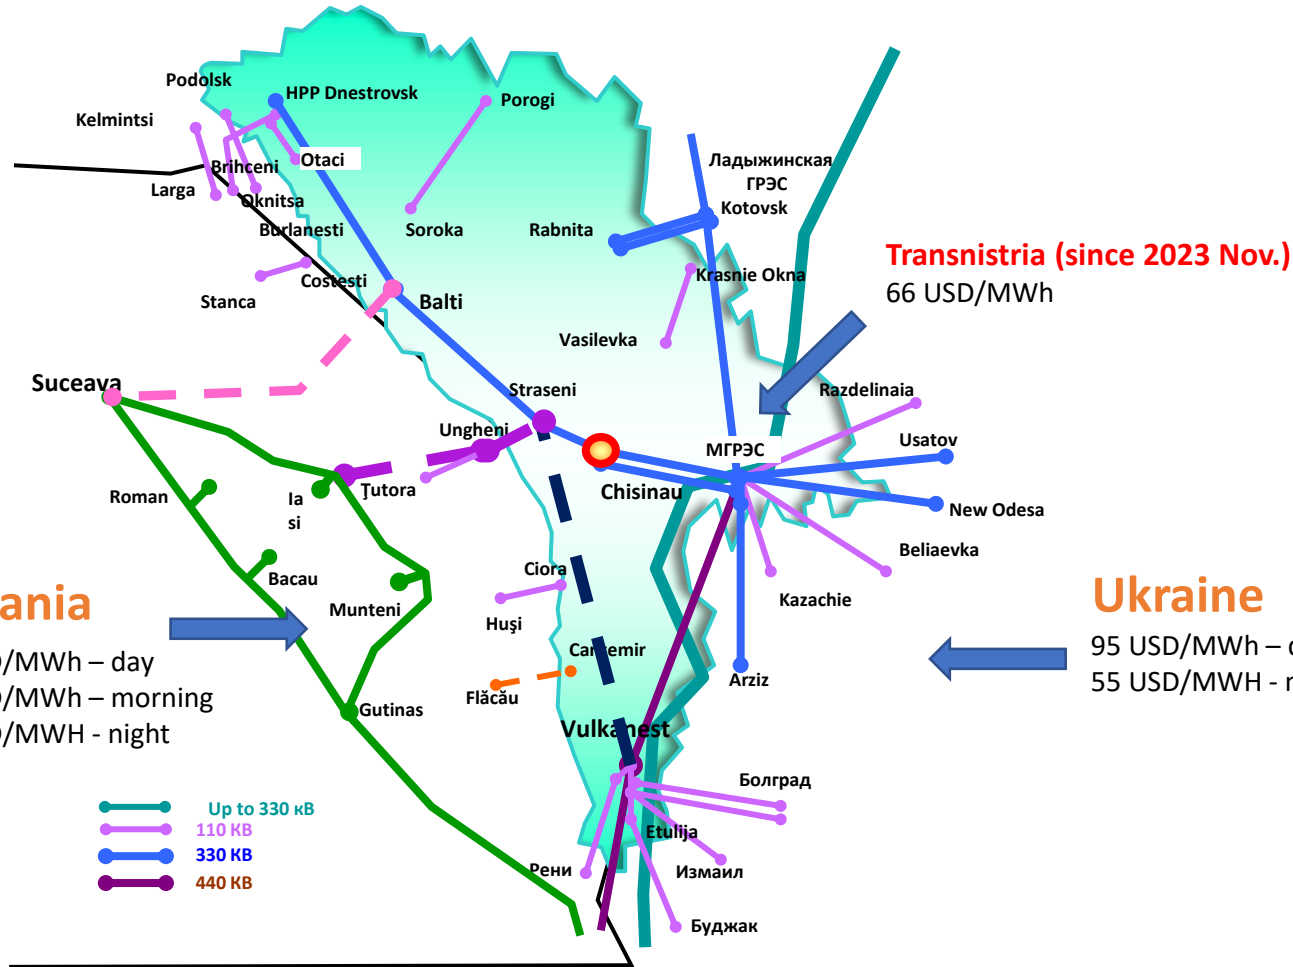 Podolsk
HPP Dnestrovsk
Porogi
Kelmintsi
Ладыжинская
ГРЭС
Brihceni
Otaci
Larga
Oknitsa
Kotovsk
Burlanesti
Soroka
Rabnita
Transnistria (since 2023 Nov.)
66 USD/MWh
Krasnie Okna
Costesti
Stanca
Balti
Vasilevka
Suceava
Straseni
Razdelinaia
Ungheni
МГРЭС
Usatov
Roman
Ia
si
Ţutora
Chisinau
New Odesa
Beliaevka
Bacau
Ciora
Munteni
Kazachie
Huşi
ania
/MWh – day
/MWh – morning
/MWH - night
Ukraine
95 USD/MWh –
55 USD/MWH -
Cantemir
Flăcău
Arziz
Gutinas
Vulkanest
Болград
Up to 330 кВ
110 КВ
330 КВ
440 КВ
Etulija
Рени
Измаил
Буджак